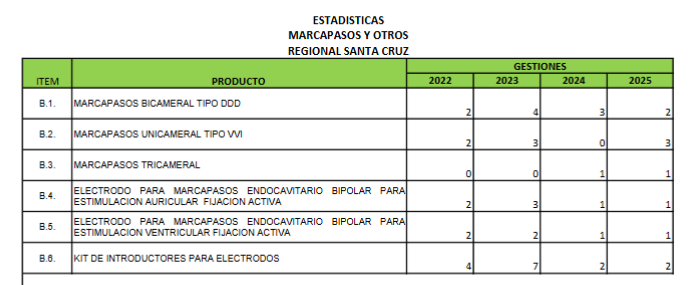 ESTADISTICAS
MARCAPASOS Y OTROS
REGIONAL SANTA CRUZ
GESTIONES
ITEM PRODUCTO 2022 2023 2024 2025
B.1. MARCAPASOS BICAMERAL TIPO DDD 2 4 3 2
B.2. MARCAPASOS UNICAMERAL TIPO VVI 2 3 0 3
B.3. MARCAPASOS TRICAMERAL 0 0 1 1
B.4. ELECTRODO PARA MARCAPASOS ENDOCAVITARIO BIPOLAR PARA
ESTIMULACION AURICULAR FIJACION ACTIVA 2 3 1 1
B.5. ELECTRODO PARA MARCAPASOS ENDOCAVITARIO BIPOLAR PARA
ESTIMULACION VENTRICULAR FIJACION ACTIVA 2 2 1 1
B.6. KIT DE INTRODUCTORES PARA ELECTRODOS 4 7 2 2